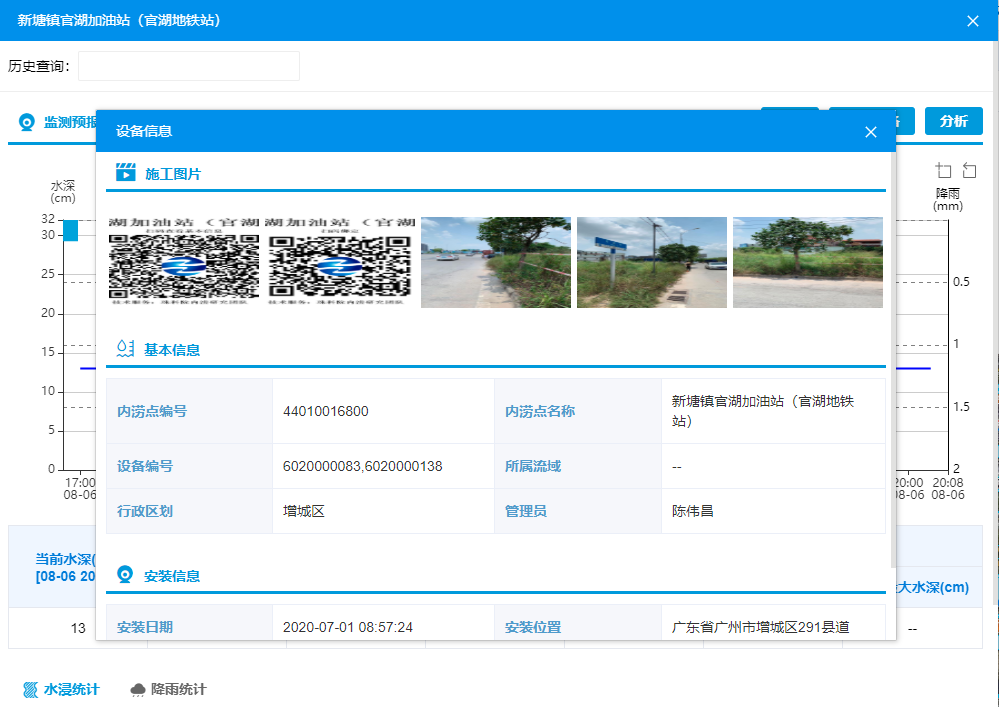 新塘镇官湖加油站（官湖地铁站）
历史查询：
监测预报
分析
设备信息
施工图片
湖加油站（官湖
湖加油站（官湖
基本信息
内涝点编号
44010016800
内涝点名称
新塘镇官湖加油站（官湖地铁站）
设备编号
6020000083,6020000138
所属流域
--
行政区划
增城区
管理员
陈伟昌
安装信息
安装日期
2020-07-01 08:57:24
安装位置
广东省广州市增城区291县道
水深
(cm)
32
30
25
20
15
10
5
0
17:00
08-06
降雨
(mm)
0.5
1
1.5
2
20:00
08-06
20:08
08-06
当前水深(
[08-06 20
大水深(cm)
13
--
水浸统计
降雨统计